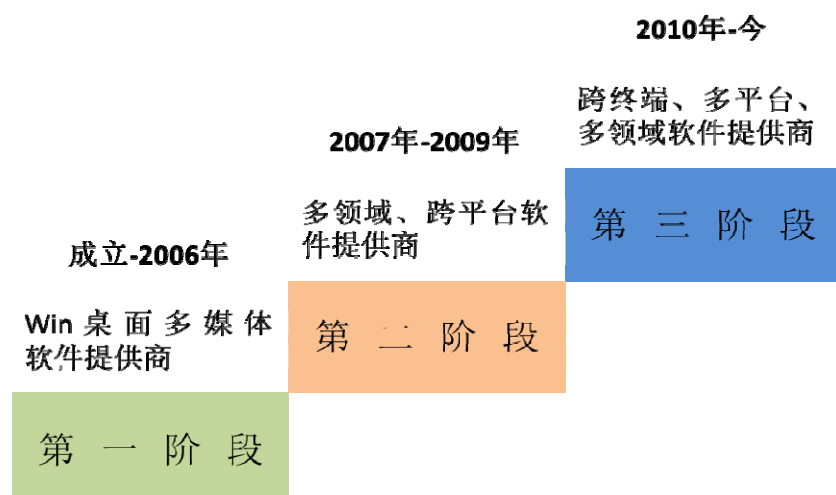 成立-2006年
Win桌面多媒体
软件提供商
第一阶段
2007年-2009年
多领域、跨平台软
件提供商
第二阶段
2010年-今
跨终端、多平台、
多领域软件提供商
第三阶段